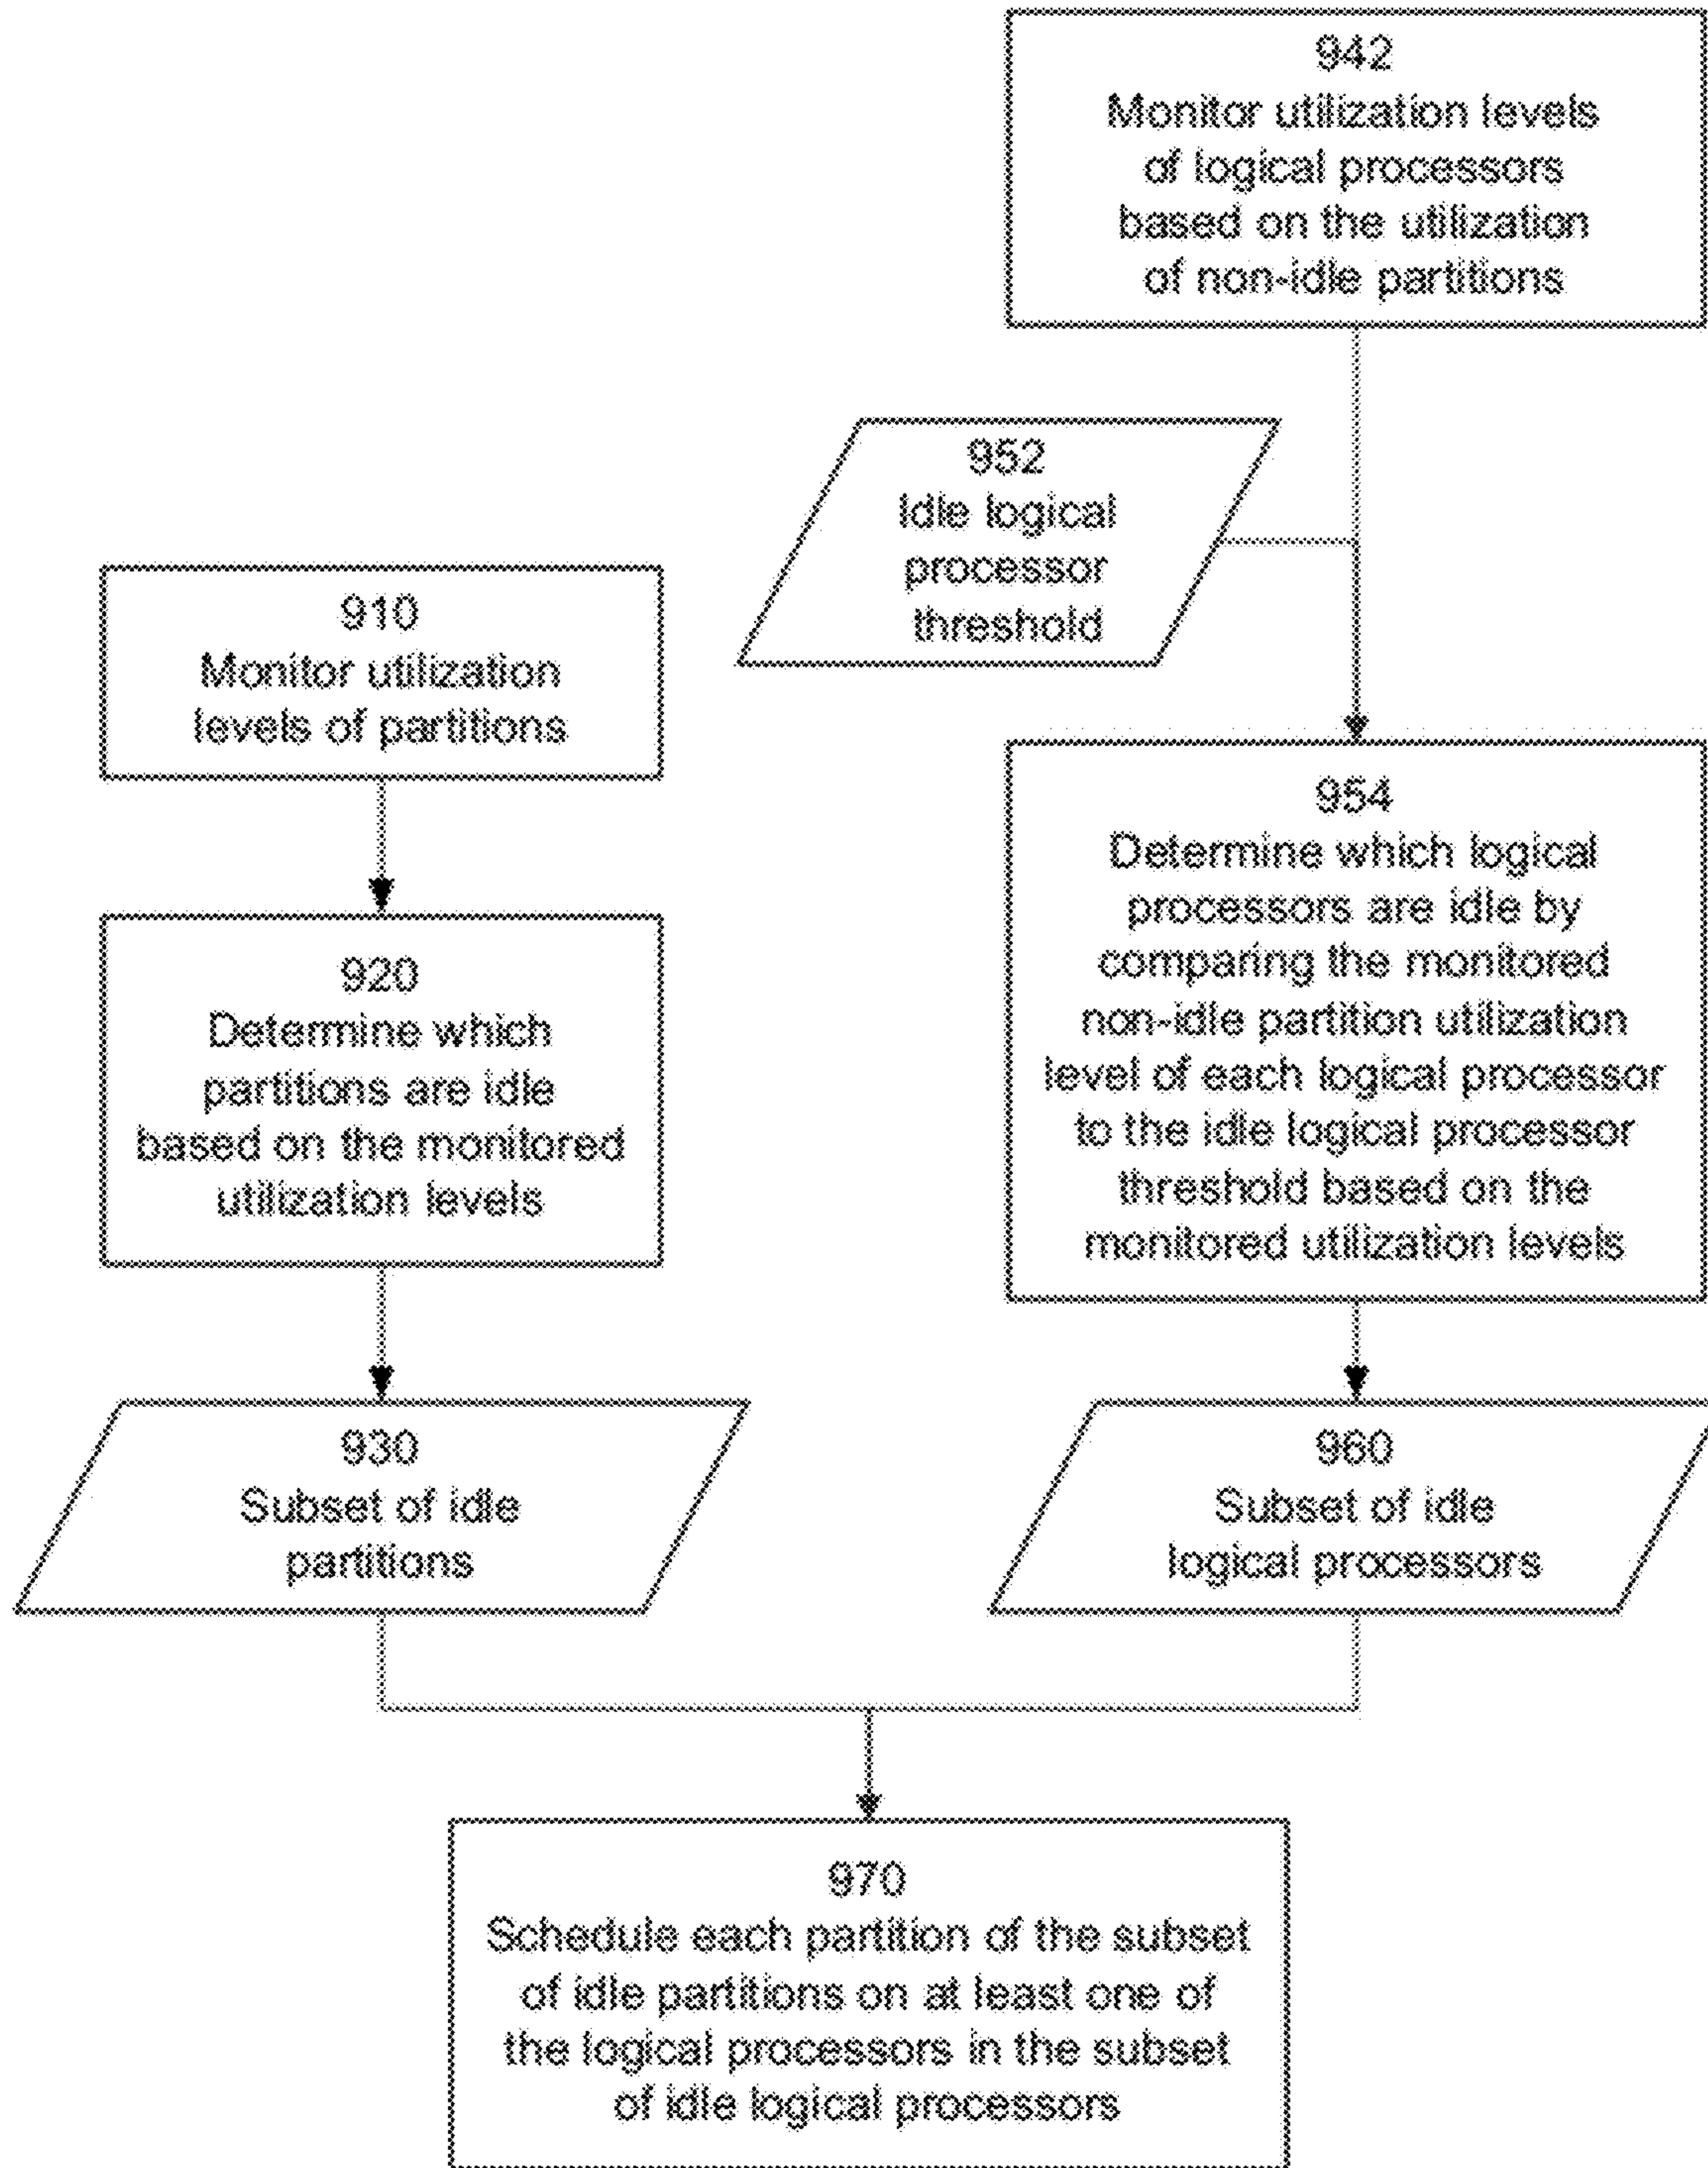 942
Monitor utilization levels
of logical processors
based on the utilization
of non-idle partitions
952
Idle logical
processor
threshold
910
Monitor utilization
levels of partitions
954
Determine which logical
processors are idle by
comparing the monitored
non-idle partition utilization
level of each logical processor
to the idle logical processor
threshold based on the
monitored utilization levels
920
Determine which
partitions are idle
based on the monitored
utilization levels
930
Subset of idle
partitions
960
Subset of idle
logical processors
970
Schedule each partition of the subset
of idle partitions on at least one of
the logical processors in the subset
of idle logical processors